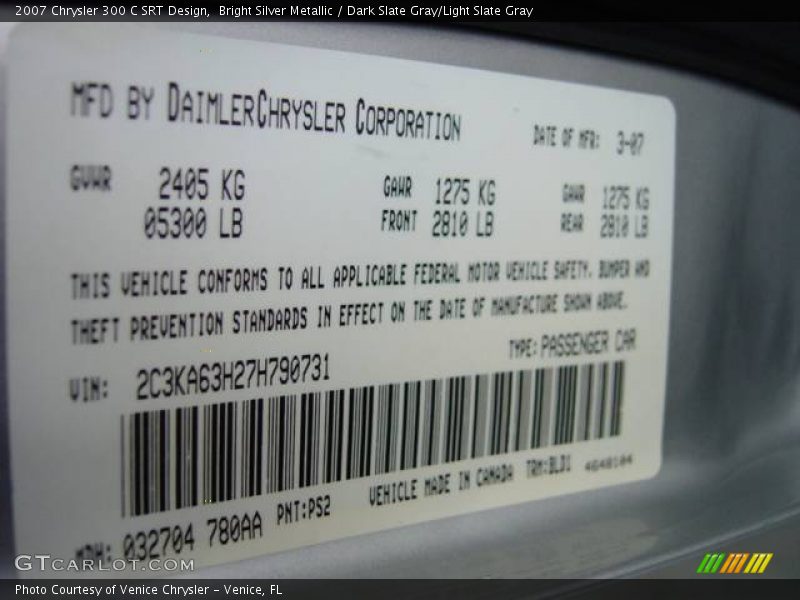 2007 Chrysler 300 C SRT Design, Bright Silver Metallic / Dark Slate Gray/Light Slate Gray
MFD BY DAIMLERCHRYSLER CORPORATION
DATE OF MFR: 3-07
GVWR 2405 KG GAWR 1275 KG GAWR 1275 KG
05300 LB FRONT 2810 LB REAR 2810 LB
THIS VEHICLE CONFORMS TO ALL APPLICABLE FEDERAL MOTOR VEHICLE SAFETY, BUMPER AND
THEFT PREVENTION STANDARDS IN EFFECT ON THE DATE OF MANUFACTURE SHOWN ABOVE.
VIN: 2C3KA63H27H790731 TYPE: PASSENGER CAR
MDH: 032704 780AA PNT:PS2 VEHICLE MADE IN CANADA TRM:BLD1 4648104
GTCARLOT.COM
Photo Courtesy of Venice Chrysler - Venice, FL